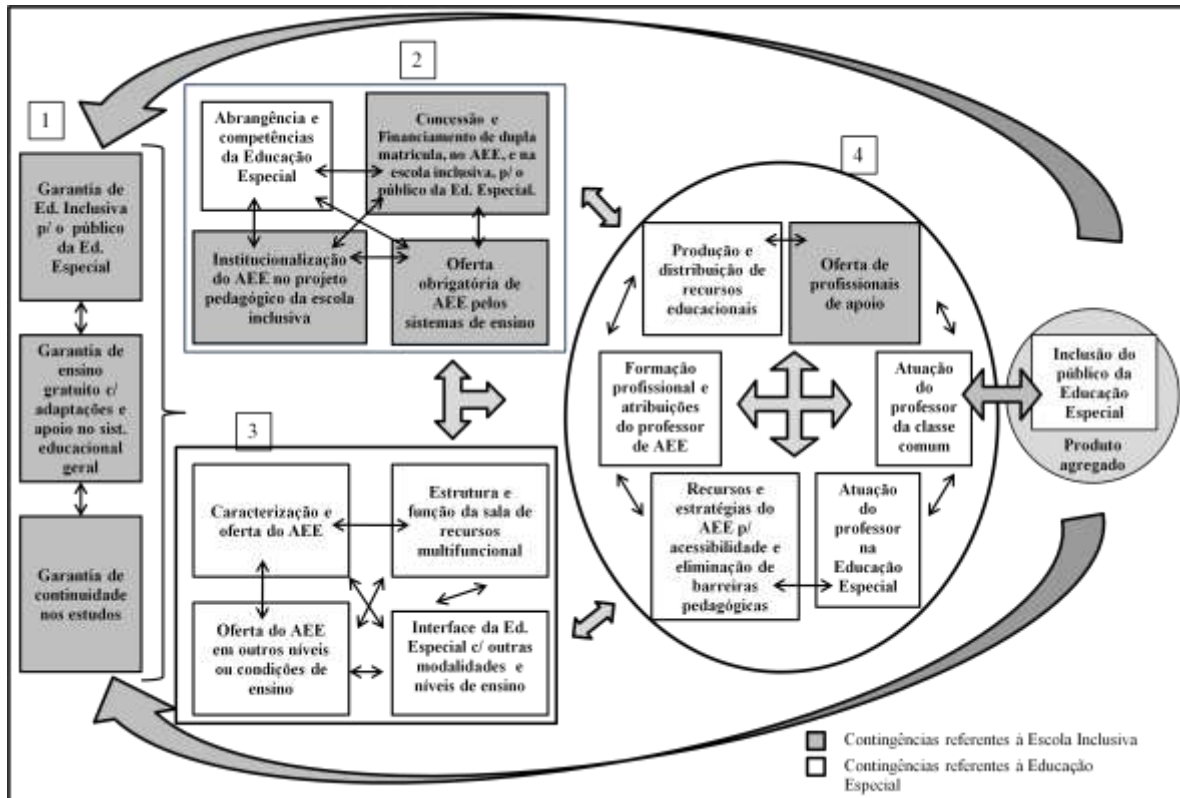 1
Garantia de
Ed. Inclusiva
p/ o público
da Ed.
Especial
Garantia de
ensino
gratuito c/
adaptações e
apoio no sist.
educacional
geral
Garantia de
continuidade
nos estudos
2
Abrangência e
competências
da Educação
Especial
Concessão e
Financiamento de
dupla
matrícula, no AEE, e na
escola inclusiva, p/ o
público da Ed. Especial.
Institucionalização
do AEE no projeto
pedagógico da escola
inclusiva
Oferta
obrigatória de
AEE pelos
sistemas de ensino
3
Caracterização e
oferta do AEE
Estrutura e
função da sala de
recursos
multifuncional
Oferta do AEE
em outros níveis
ou condições de
ensino
Interface da Ed.
Especial c/ outras
modalidades e
níveis de ensino
4
Produção e
distribuição de
recursos
educacionais
Oferta de
profissionais
de apoio
Formação
profissional e
atribuições
do professor
de AEE
Atuação
do
professor
da classe
comum
Recursos e
estratégias do
AEE p/
acessibilidade e
eliminação de
barreiras
pedagógicas
Atuação
do
professor
na
Educação
Especial
Inclusão do
público da
Educação
Especial
Produto
agregado
Contingências referentes à Escola Inclusiva
Contingências referentes à Educação
Especial